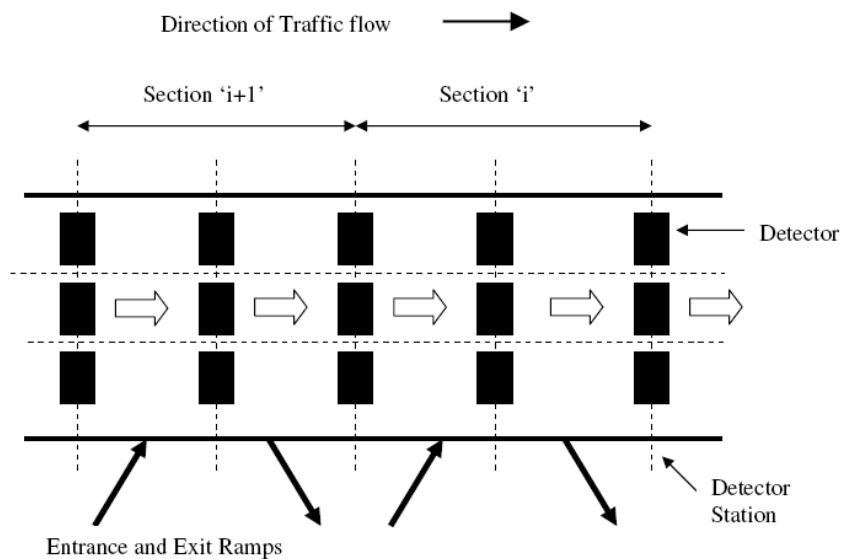 Direction of Traffic flow
Section ‘i+1’
Section ‘i’
Detector
Detector
Station
Entrance and Exit Ramps